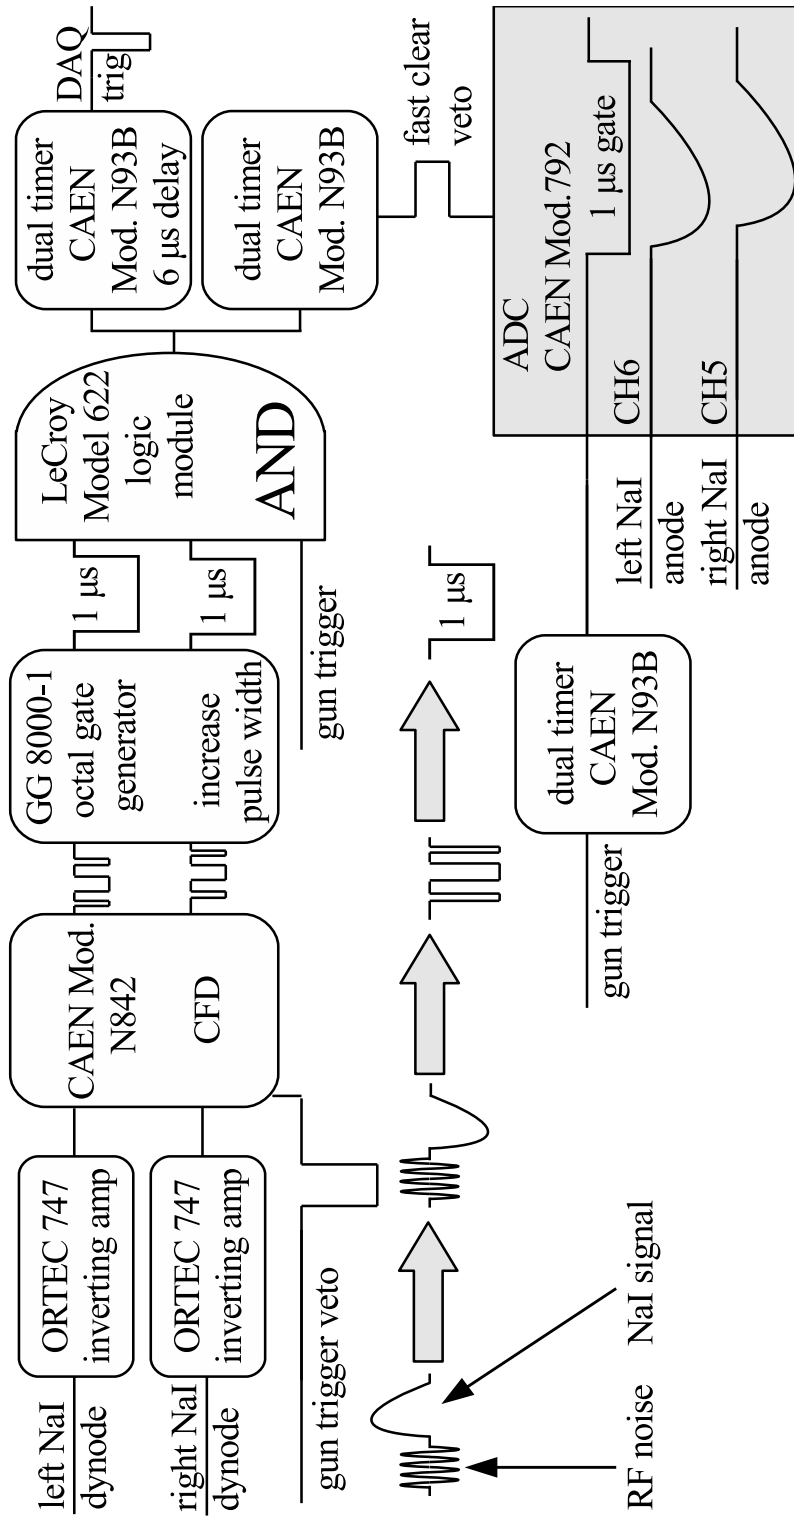 left NaI
dynode
right NaI
dynode
ORTEC 747
inverting amp
ORTEC 747
inverting amp
gun trigger veto
CAEN Mod.
N842
CFD
GG 8000-1
octal gate
generator
increase
pulse width
1 μs
1 μs
gun trigger
LeCroy
Model 622
logic
module
AND
dual timer
CAEN
Mod. N93B
6 μs delay
DAQ
trig
dual timer
CAEN
Mod. N93B
fast clear
veto
RF noise
NaI signal
1 μs
gun trigger
dual timer
CAEN
Mod. N93B
ADC
CAEN Mod.792
1 μs gate
left NaI
anode
CH6
right NaI
anode
CH5